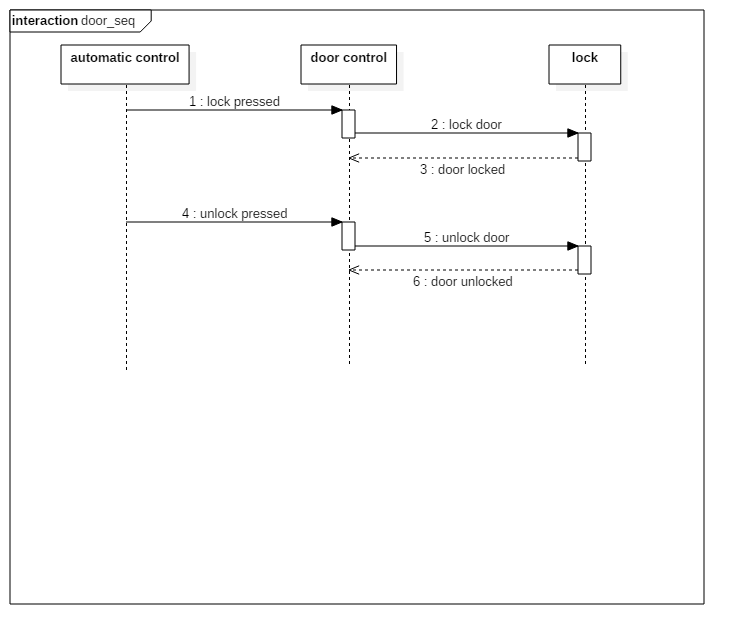 interaction door_seq
automatic control
door control
lock
1 : lock pressed
2 : lock door
3 : door locked
4 : unlock pressed
5 : unlock door
6 : door unlocked